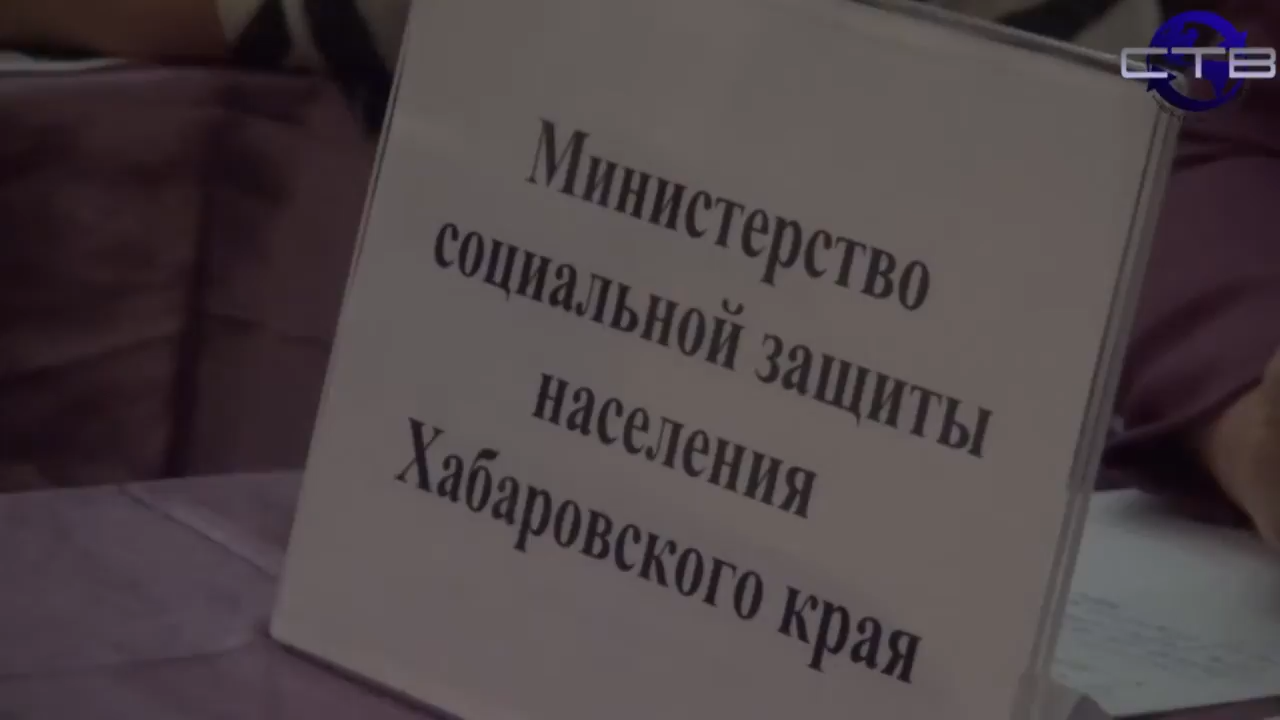 СТВ
Министерство
социальной защиты
населения
Хабаровского края